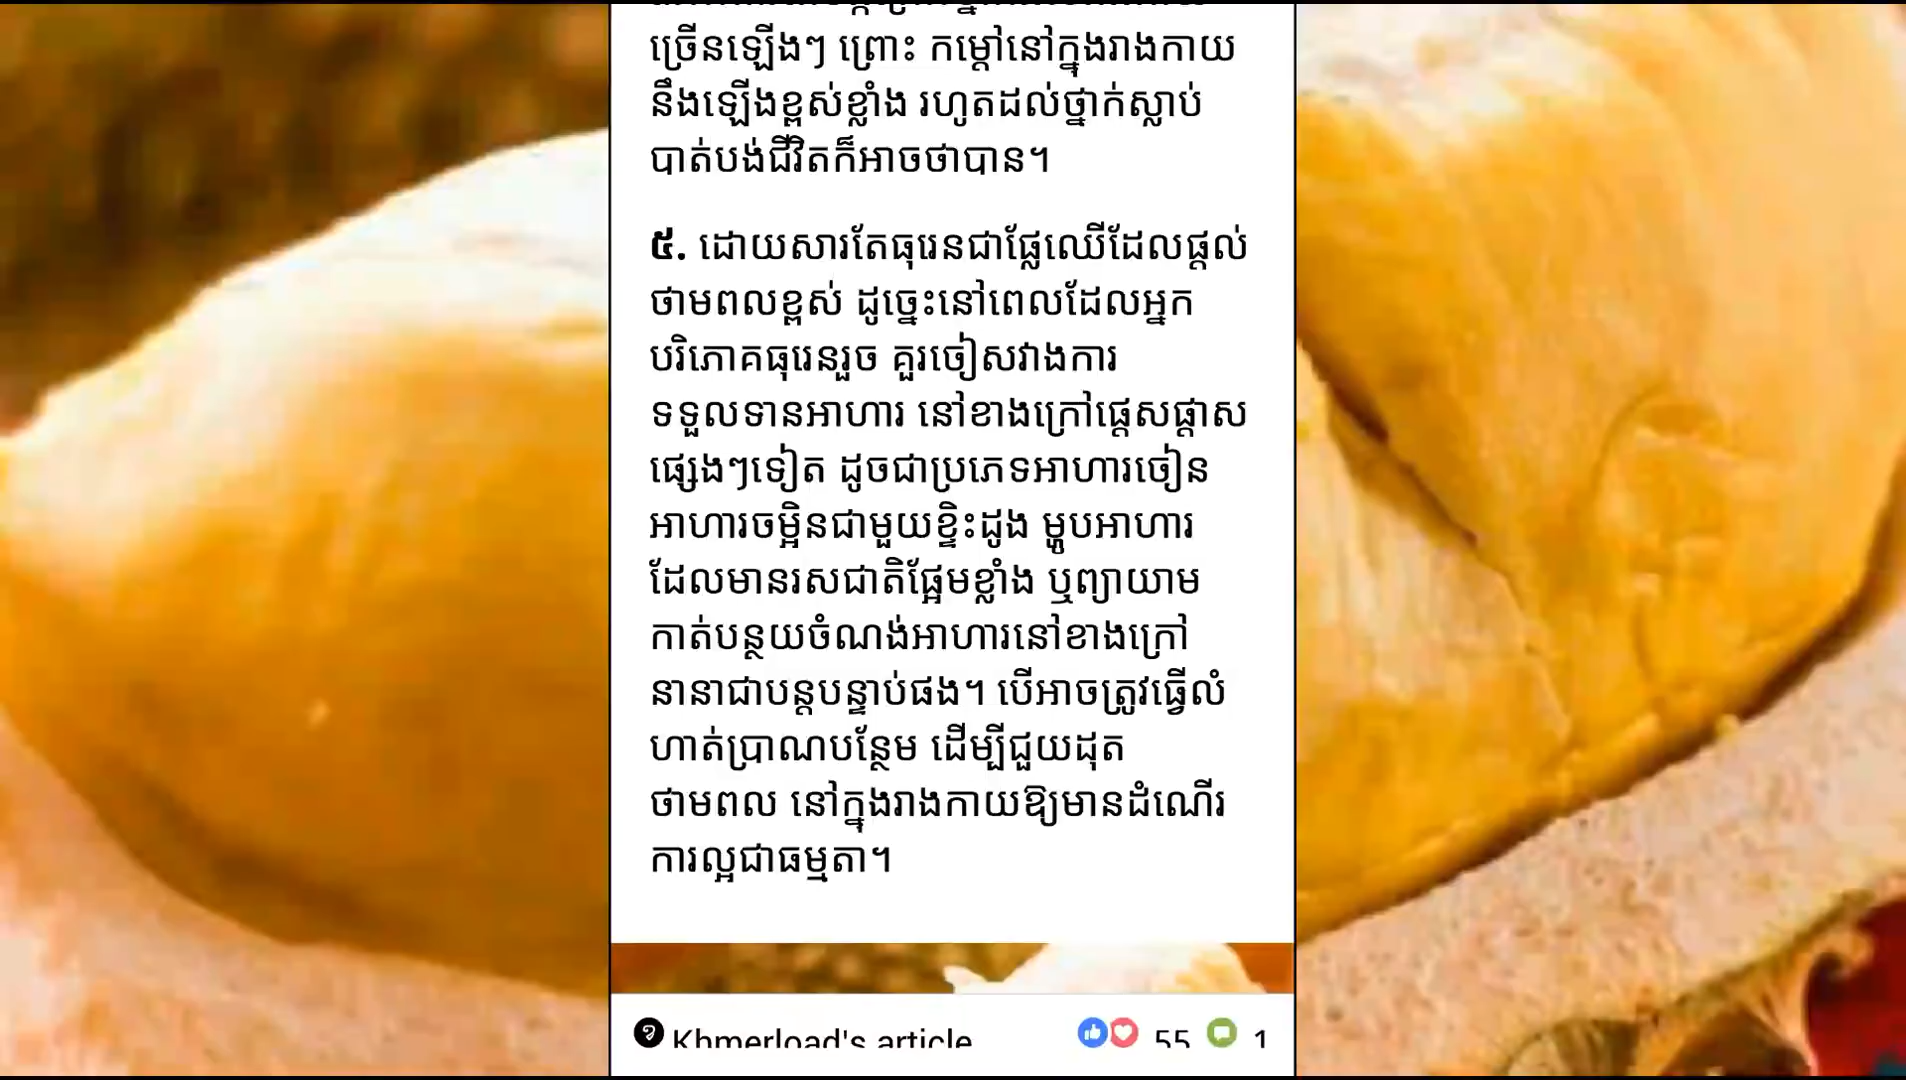 ច្រើនឡើងៗ ព្រោះ កម្ដៅនៅក្នុងរាងកាយ
នឹងឡើងខ្ពស់ខ្លាំង រហូតដល់ថ្នាក់ស្លាប់
បាត់បង់ជីវិតក៏អាចថាបាន។
៥. ដោយសារតែធុរេនជាផ្លែឈើដែលផ្ដល់
ថាមពលខ្ពស់ ដូច្នេះនៅពេលដែលអ្នក
បរិភោគធុរេនរួច គួរចៀសវាងការ
ទទួលទានអាហារ នៅខាងក្រៅផ្ដេសផ្ដាស
ផ្សេងៗទៀត ដូចជាប្រភេទអាហារចៀន
អាហារចម្អិនជាមួយខ្ទិះដូង ម្ហូបអាហារ
ដែលមានរសជាតិផ្អែមខ្លាំង ឬព្យាយាម
កាត់បន្ថយចំណង់អាហារនៅខាងក្រៅ
នានាជាបន្តបន្ទាប់ផង។ បើអាចត្រូវធ្វើលំ
ហាត់ប្រាណបន្ថែម ដើម្បីជួយដុត
ថាមពល នៅក្នុងរាងកាយឱ្យមានដំណើរ
ការល្អជាធម្មតា។
Khmerload's article 55 1